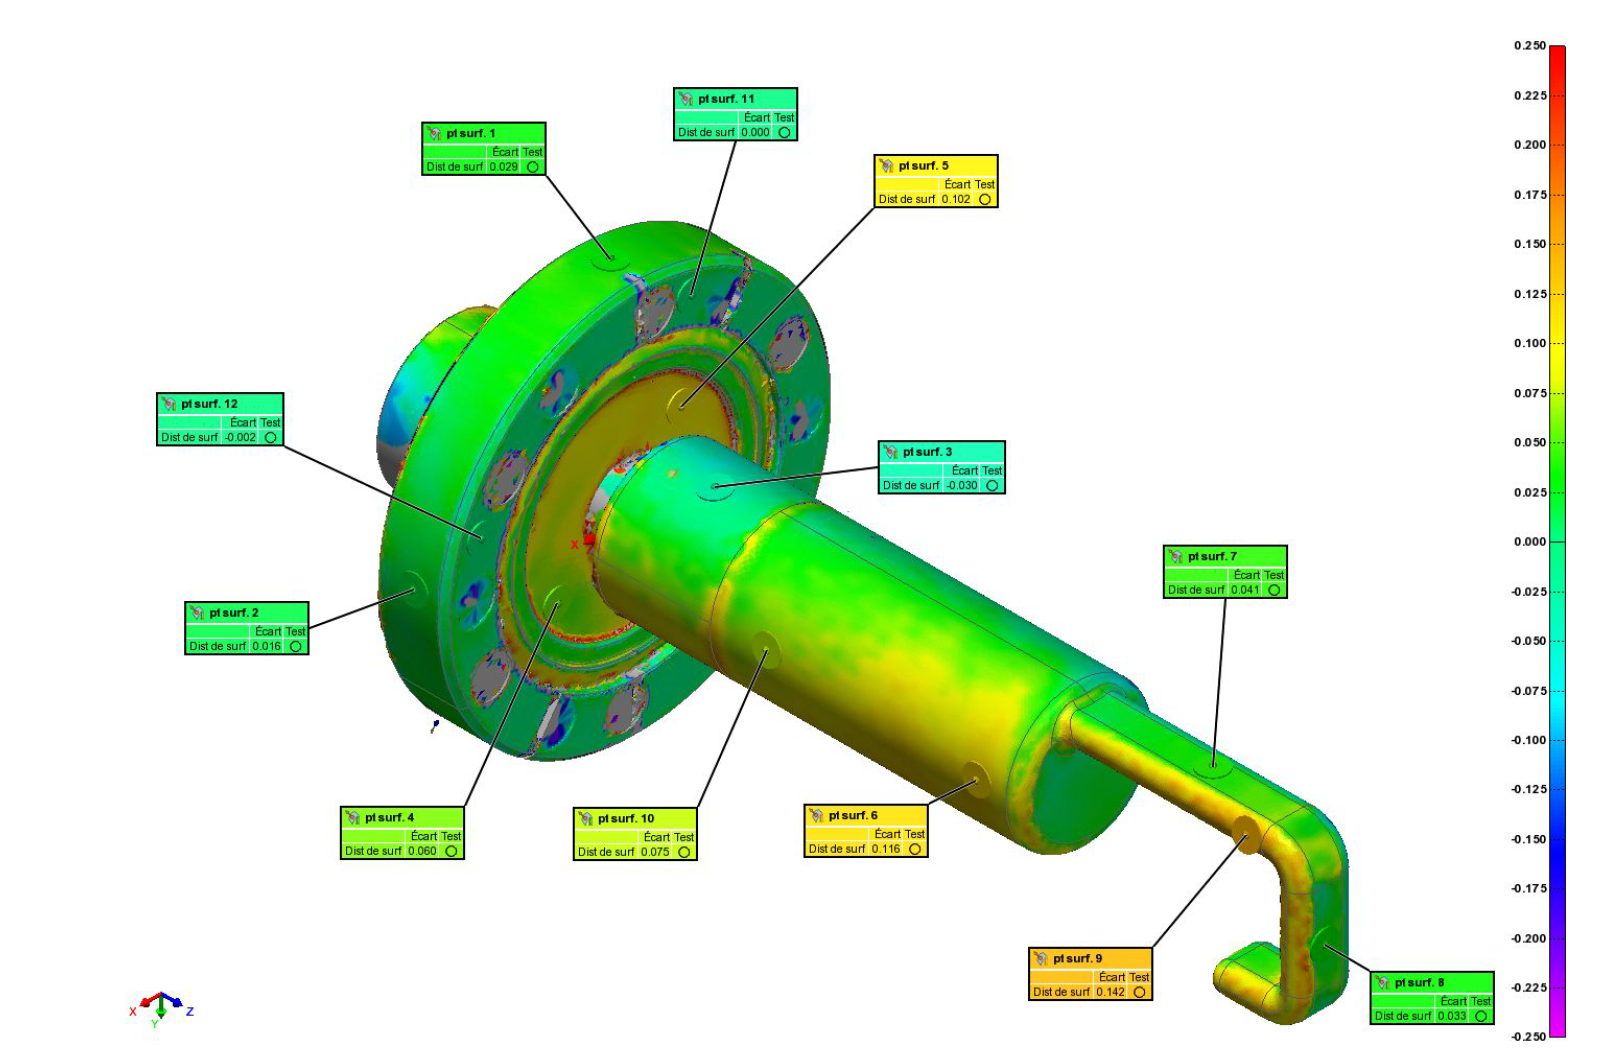 0.250
pt surf. 11
Écart Test
Dist de surf 0.000
0.225
pt surf. 1
Écart Test
Dist de surf 0.029
0.200
pt surf. 5
Écart Test
Dist de surf 0.102
0.175
0.150
0.125
0.100
0.075
pt surf. 12
Écart Test
Dist de surf -0.002
0.050
pt surf. 3
Écart Test
Dist de surf -0.030
0.025
X
0.000
pt surf. 7
Écart Test
Dist de surf 0.041
-0.025
pt surf. 2
Écart Test
Dist de surf 0.016
-0.050
-0.075
-0.100
-0.125
pt surf. 4
Écart Test
Dist de surf 0.060
pt surf. 10
Écart Test
Dist de surf 0.075
pt surf. 6
Écart Test
Dist de surf 0.116
-0.150
-0.175
-0.200
pt surf. 9
Écart Test
Dist de surf 0.142
pt surf. 8
Écart Test
Dist de surf 0.033
-0.225
X Y Z
-0.250